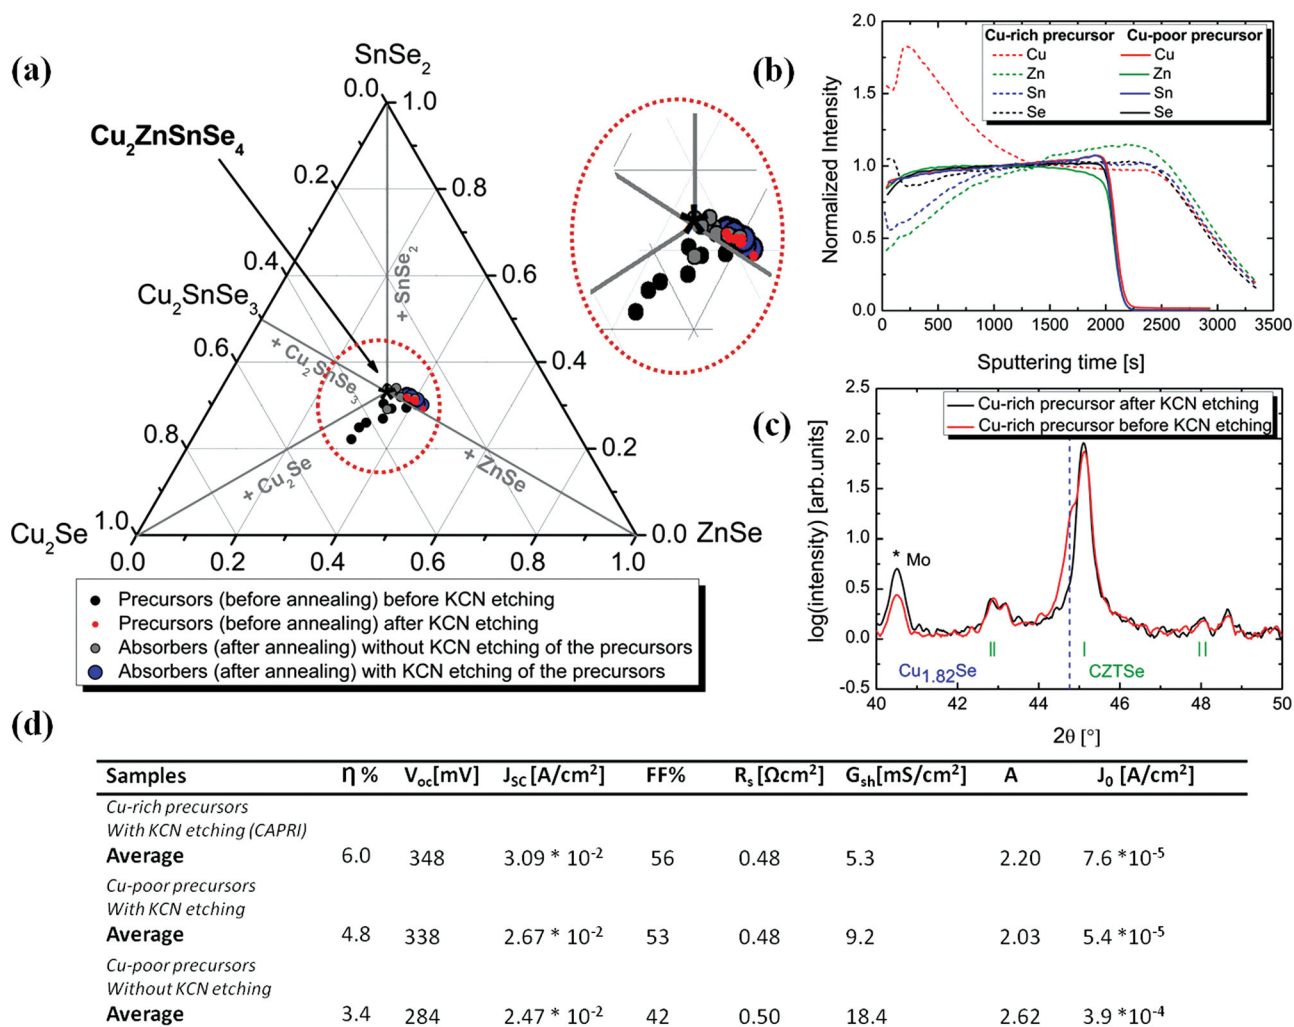 (a)
SnSe2
0.0
1.0
Cu2ZnSnSe4
0.2
0.8
+ SnSe2
0.4
0.6
Cu2SnSe3
+ Cu2SnSe3
0.6
0.4
0.8
0.2
+ Cu2Se
+ ZnSe
Cu2Se
1.0
0.0
ZnSe
0.0
0.2
0.4
0.6
0.8
1.0
Precursors (before annealing) before KCN etching
Precursors (before annealing) after KCN etching
Absorbers (after annealing) without KCN etching of the precursors
Absorbers (after annealing) with KCN etching of the precursors
(b)
Normalized Intensity
2.0
1.5
1.0
0.5
0.0
Cu-rich precursor Cu-poor precursor
Cu Cu
Zn Zn
Sn Sn
Se Se
0 500 1000 1500 2000 2500 3000 3500
Sputtering time [s]
(c)
log(intensity) [arb.units]
2.5
2.0
1.5
1.0
0.5
0.0
-0.5
Cu-rich precursor after KCN etching
Cu-rich precursor before KCN etching
* Mo
Cu1.82Se
CZTSe
40 42 44 46 48 50
2θ [°]
(d)
Samples η % Voc[mV] JSC [A/cm2] FF% Rs [Ωcm2] Gsh[mS/cm2] A J0 [A/cm2]
Cu-rich precursors
With KCN etching (CAPRI)
Average 6.0 348 3.09 * 10-2 56 0.48 5.3 2.20 7.6 *10-5
Cu-poor precursors
With KCN etching
Average 4.8 338 2.67 * 10-2 53 0.48 9.2 2.03 5.4 *10-5
Cu-poor precursors
Without KCN etching
Average 3.4 284 2.47 * 10-2 42 0.50 18.4 2.62 3.9 *10-4